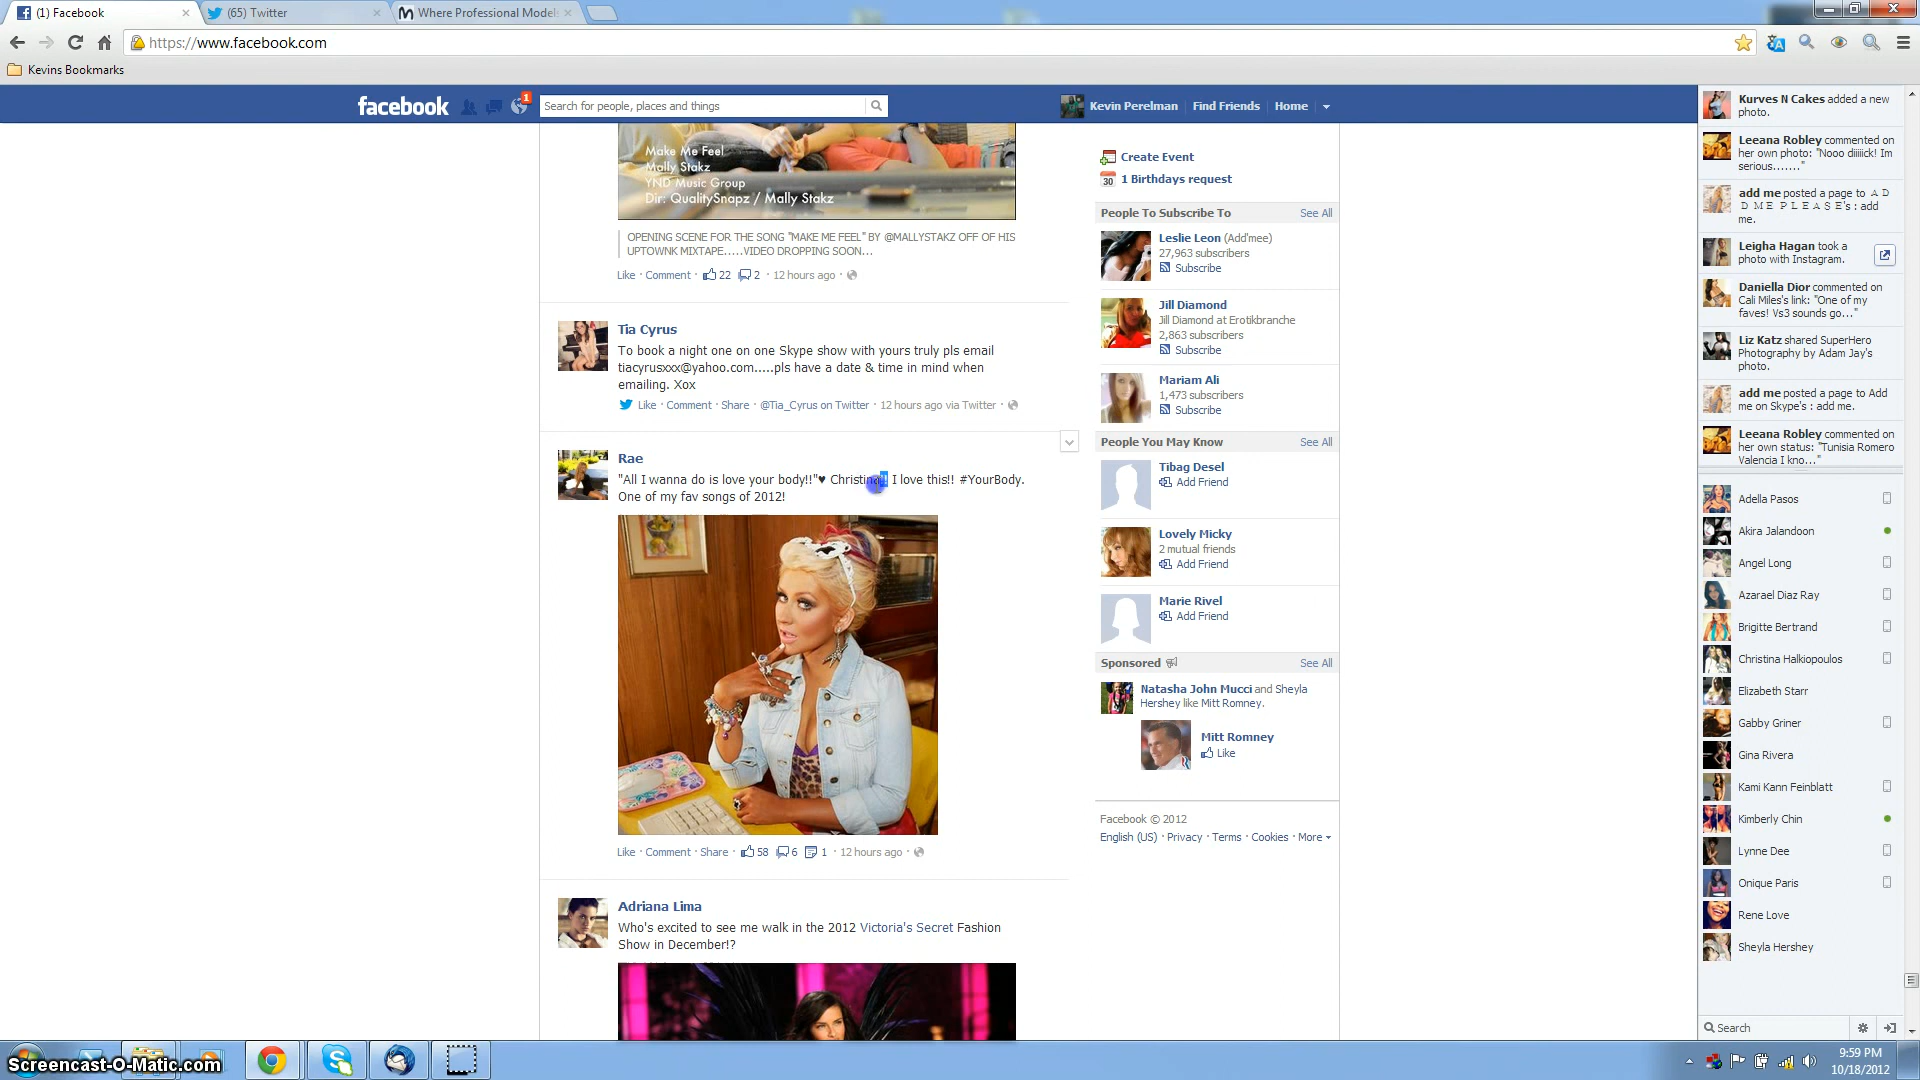 (1) Facebook
(65) Twitter
Where Professional Models
https://www.facebook.com
Kevins Bookmarks
facebook
1
Search for people, places and things
Kevin Perelman
Find Friends
Home
Make Me Feel
Mally Stakz
YND Music Group
Dir: QualitySnapz / Mally Stakz
OPENING SCENE FOR THE SONG "MAKE ME FEEL" BY @MALLYSTAKZ OFF OF HIS
UPTOWNK MIXTAPE.....VIDEO DROPPING SOON...
Like · Comment · 22 2 · 12 hours ago ·
Tia Cyrus
To book a night one on one Skype show with yours truly pls email
tiacyrusxxx@yahoo.com.....pls have a date & time in mind when
emailing. Xox
Like · Comment · Share · @Tia_Cyrus on Twitter · 12 hours ago via Twitter ·
Rae
"All I wanna do is love your body!!"♥ Christina!! I love this!! #YourBody.
One of my fav songs of 2012!
Like · Comment · Share · 58 6 1 · 12 hours ago ·
Adriana Lima
Who's excited to see me walk in the 2012 Victoria's Secret Fashion
Show in December!?
Create Event
30
1 Birthdays request
People To Subscribe To
See All
Leslie Leon (Add'mee)
27,963 subscribers
Subscribe
Jill Diamond
Jill Diamond at Erotikbranche
2,863 subscribers
Subscribe
Mariam Ali
1,473 subscribers
Subscribe
People You May Know
See All
Tibag Desel
Add Friend
Lovely Micky
2 mutual friends
Add Friend
Marie Rivel
Add Friend
Sponsored
See All
Natasha John Mucci and Sheyla
Hershey like Mitt Romney.
Mitt Romney
Like
Facebook © 2012
English (US) · Privacy · Terms · Cookies · More
Kurves N Cakes added a new
photo.
Leeana Robley commented on
her own photo: "Nooo diiiiick! Im
serious......."
add me posted a page to A D
D M E P L E A S E's : add
me.
Leigha Hagan took a
photo with Instagram.
Daniella Dior commented on
Cali Miles's link: "One of my
faves! Vs3 sounds go..."
Liz Katz shared SuperHero
Photography by Adam Jay's
photo.
add me posted a page to Add
me on Skype's : add me.
Leeana Robley commented on
her own status: "Tunisia Romero
Valencia I kno..."
Adella Pasos
Akira Jalandoon
Angel Long
Azarael Diaz Ray
Brigitte Bertrand
Christina Halkiopoulos
Elizabeth Starr
Gabby Griner
Gina Rivera
Kami Kann Feinblatt
Kimberly Chin
Lynne Dee
Onique Paris
Rene Love
Sheyla Hershey
Search
Screencast-O-Matic.com
9:59 PM
10/18/2012